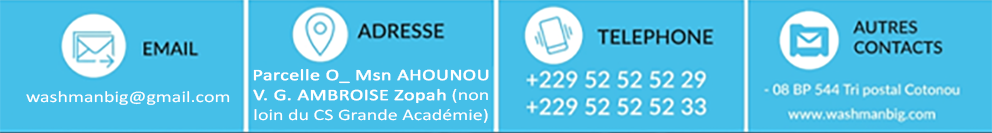 EMAIL
washmanbig@gmail.com
ADRESSE
Parcelle O_ Msn AHOUNOU
V. G. AMBROISE Zopah (non
loin du CS Grande Académie)
TELEPHONE
+229 52 52 52 29
+229 52 52 52 33
AUTRES
CONTACTS
- 08 BP 544 Tri postal Cotonou
www.washmanbig.com